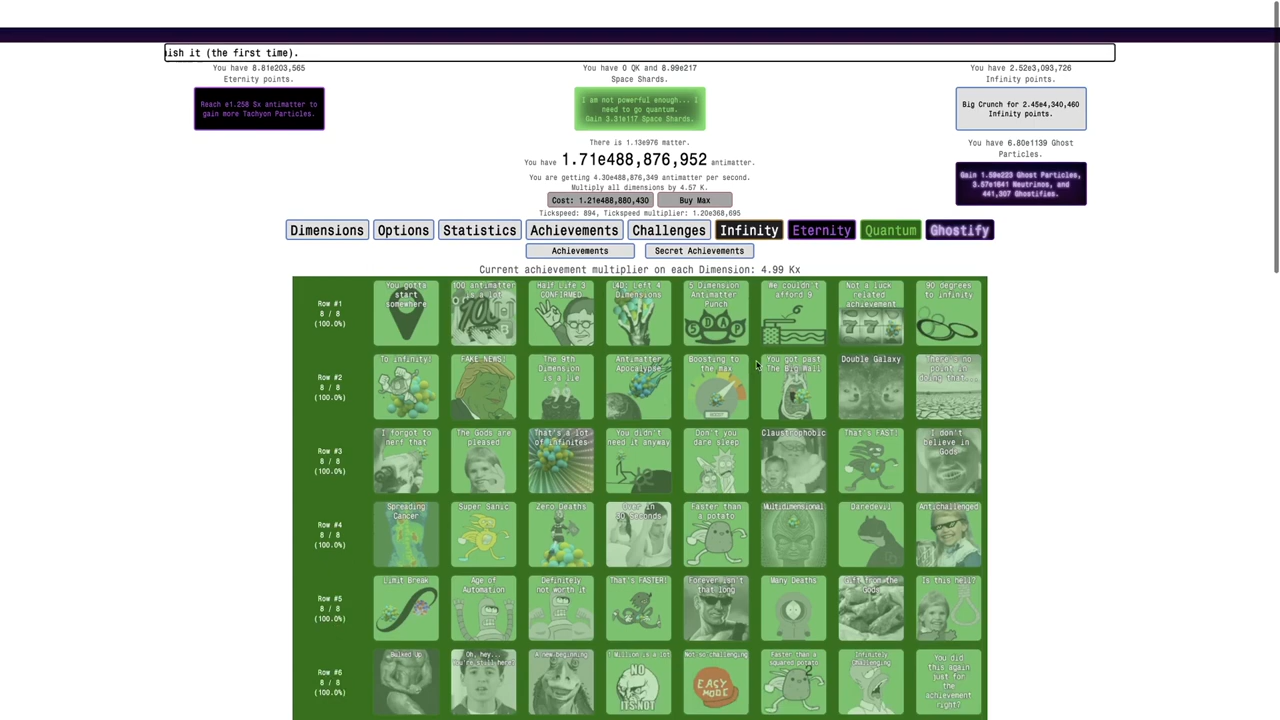 ish it (the first time).
You have 8.81e203,565
Eternity points.
You have 0 QK and 8.99e217
Space Shards.
You have 2.52e3,093,726
Infinity points.
Reach e1.258 Sx antimatter to
gain more Tachyon Particles.
I am not powerful enough... I
need to go quantum.
Gain 3.31e117 Space Shards.
Big Crunch for 2.45e4,340,460
Infinity points.
There is 1.13e976 matter.
You have 1.71e488,876,952 antimatter.
You have 6.80e1139 Ghost
Particles.
You are getting 4.30e488,876,349 antimatter per second.
Multiply all dimensions by 4.57 K.
Gain 1.59e223 Ghost Particles,
3.57e1641 Neutrinos, and
441,307 Ghostifies.
Cost: 1.21e488,880,430
Buy Max
Tickspeed: 894, Tickspeed multiplier: 1.20e368,695
Dimensions
Options
Statistics
Achievements
Challenges
Infinity
Eternity
Quantum
Ghostify
Achievements
Secret Achievements
Current achievement multiplier on each Dimension: 4.99 Kx
Row #1
8 / 8
(100.0%)
You gotta
start
somewhere
100 antimatter
is a lot
Half Life 3
CONFIRMED
L4D: Left 4
Dimensions
5 Dimension
Antimatter
Punch
We couldn't
afford 9
Not a luck
related
achievement
90 degrees
to infinity
Row #2
8 / 8
(100.0%)
To infinity!
FAKE NEWS!
The 9th
Dimension
is a lie
Antimatter
Apocalypse
Boosting to
the max
You got past
The Big Wall
Double Galaxy
There's no
point in
doing that...
Row #3
8 / 8
(100.0%)
I forgot to
nerf that
The Gods are
pleased
That's a lot
of infinites
You didn't
need it anyway
Don't you
dare sleep
Claustrophobic
That's FAST!
I don't
believe in
Gods
Row #4
8 / 8
(100.0%)
Spreading
Cancer
Super Sanic
Zero Deaths
Over in
30 Seconds
Faster than
a potato
Multidimensional
Daredevil
Antichallenged
Row #5
8 / 8
(100.0%)
Limit Break
Age of
Automation
Definitely
not worth it
That's FASTER!
Forever isn't
that long
Many Deaths
Gift from the
Gods
Is this hell?
Row #6
8 / 8
(100.0%)
Bulked Up
Oh, hey...
You're still here?
A new beginning
1 Million is a lot
NO
ITS NOT
Not so challenging
EASY
MODE
Faster than a
squared potato
Infinitely
Challenging
You did
this again
just for
the
achievement
right?